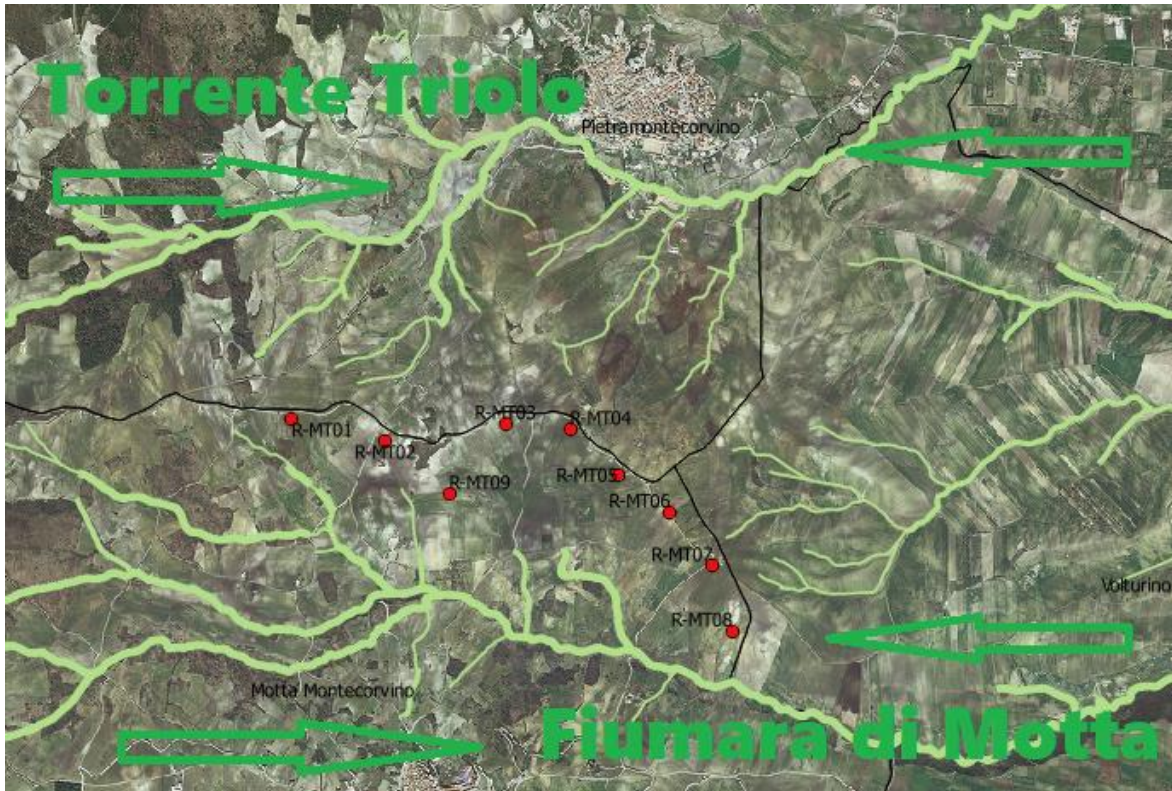 Torrente Triolo
Pietramontecorvino
R-MT03
R-MT04
R-MT01
R-MT02
R-MT05
R-MT09
R-MT06
R-MT07
Volturino
R-MT08
Motta Montecorvino
Fiumara di Motta